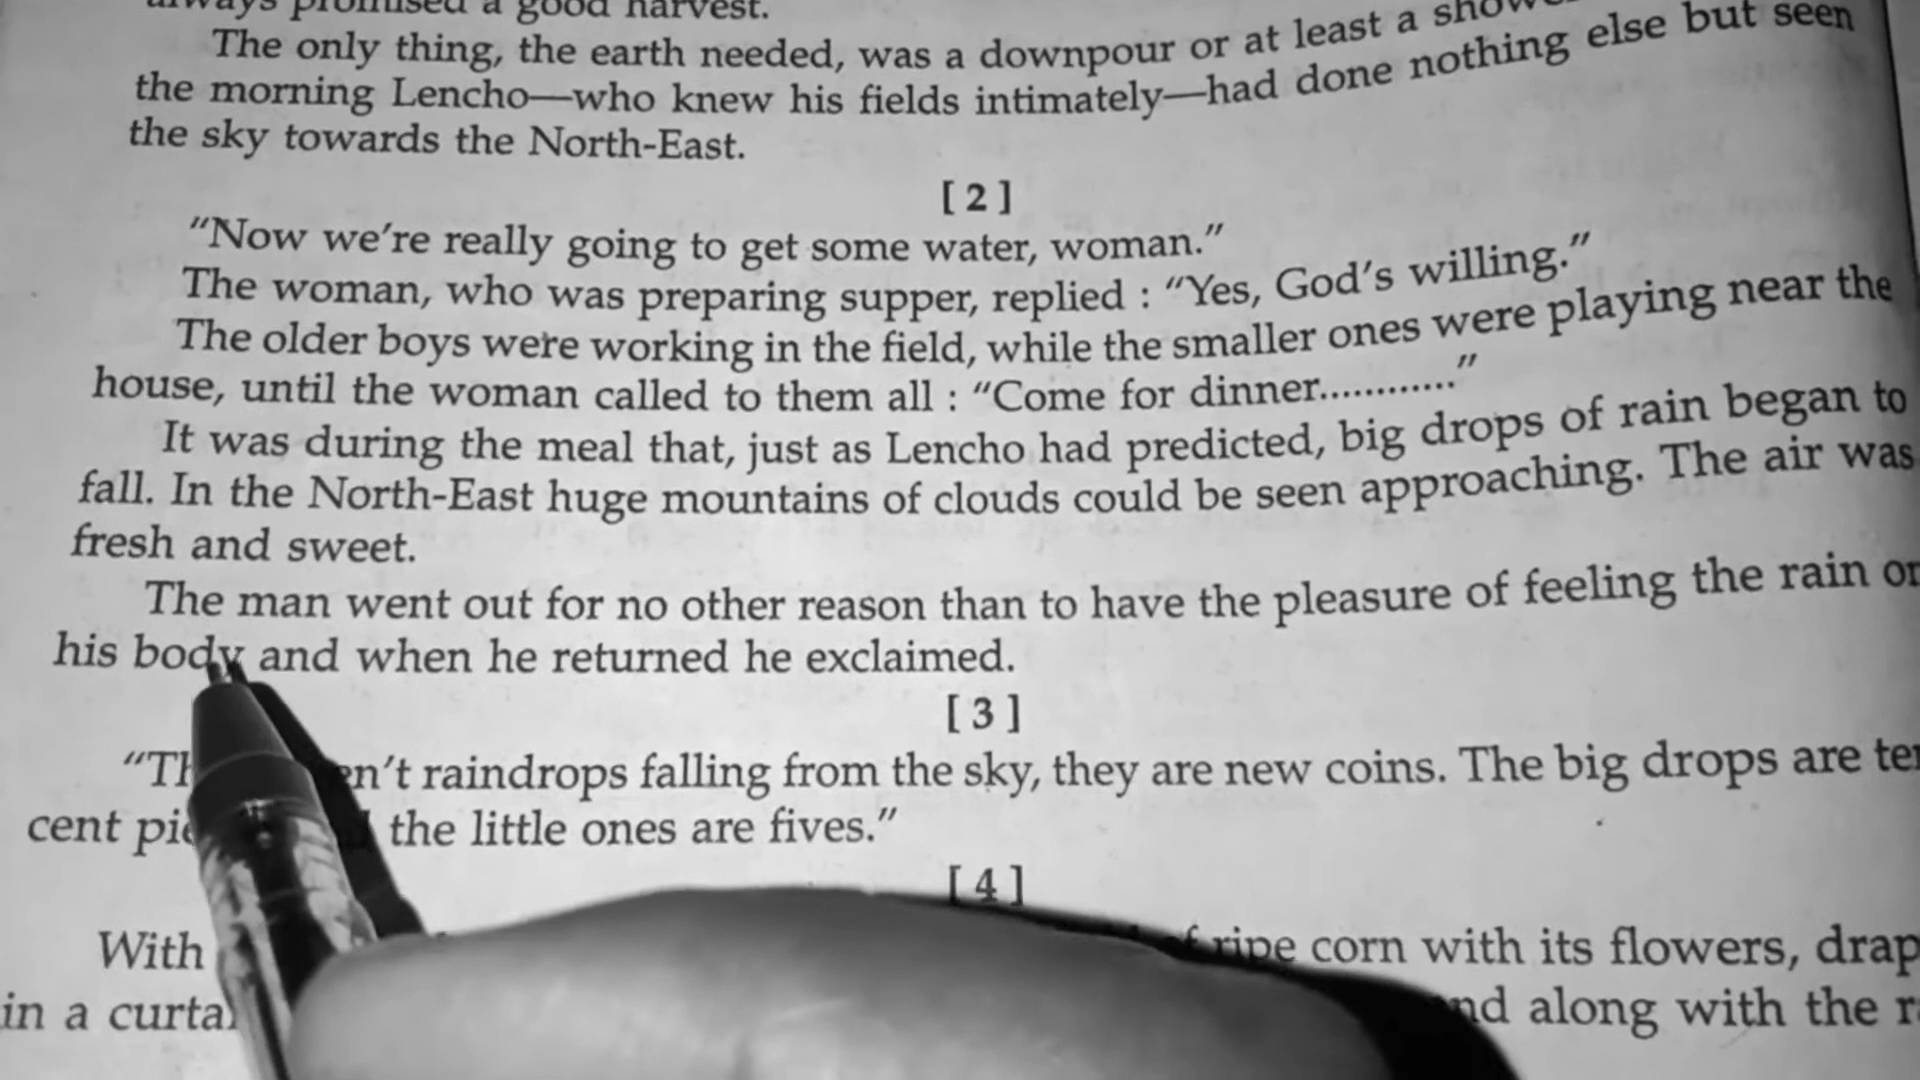 always promised a good harvest.
The only thing, the earth needed, was a downpour or at least a
the morning Lencho—who knew his fields intimately—had done nothing else but seen
the sky towards the North-East.
[ 2 ]
"Now we're really going to get some water, woman."
The woman, who was preparing supper, replied : "Yes, God's willing."
The older boys were working in the field, while the smaller ones were playing near the
house, until the woman called to them all : "Come for dinner............"
It was during the meal that, just as Lencho had predicted, big drops of rain began to
fall. In the North-East huge mountains of clouds could be seen approaching. The air was
fresh and sweet.
The man went out for no other reason than to have the pleasure of feeling the rain
his body and when he returned he exclaimed.
[ 3 ]
raindrops falling from the sky, they are new coins. The big drops are
cent the little ones are fives."
[ 4 ]
With ripe corn with its flowers,
in a along with the